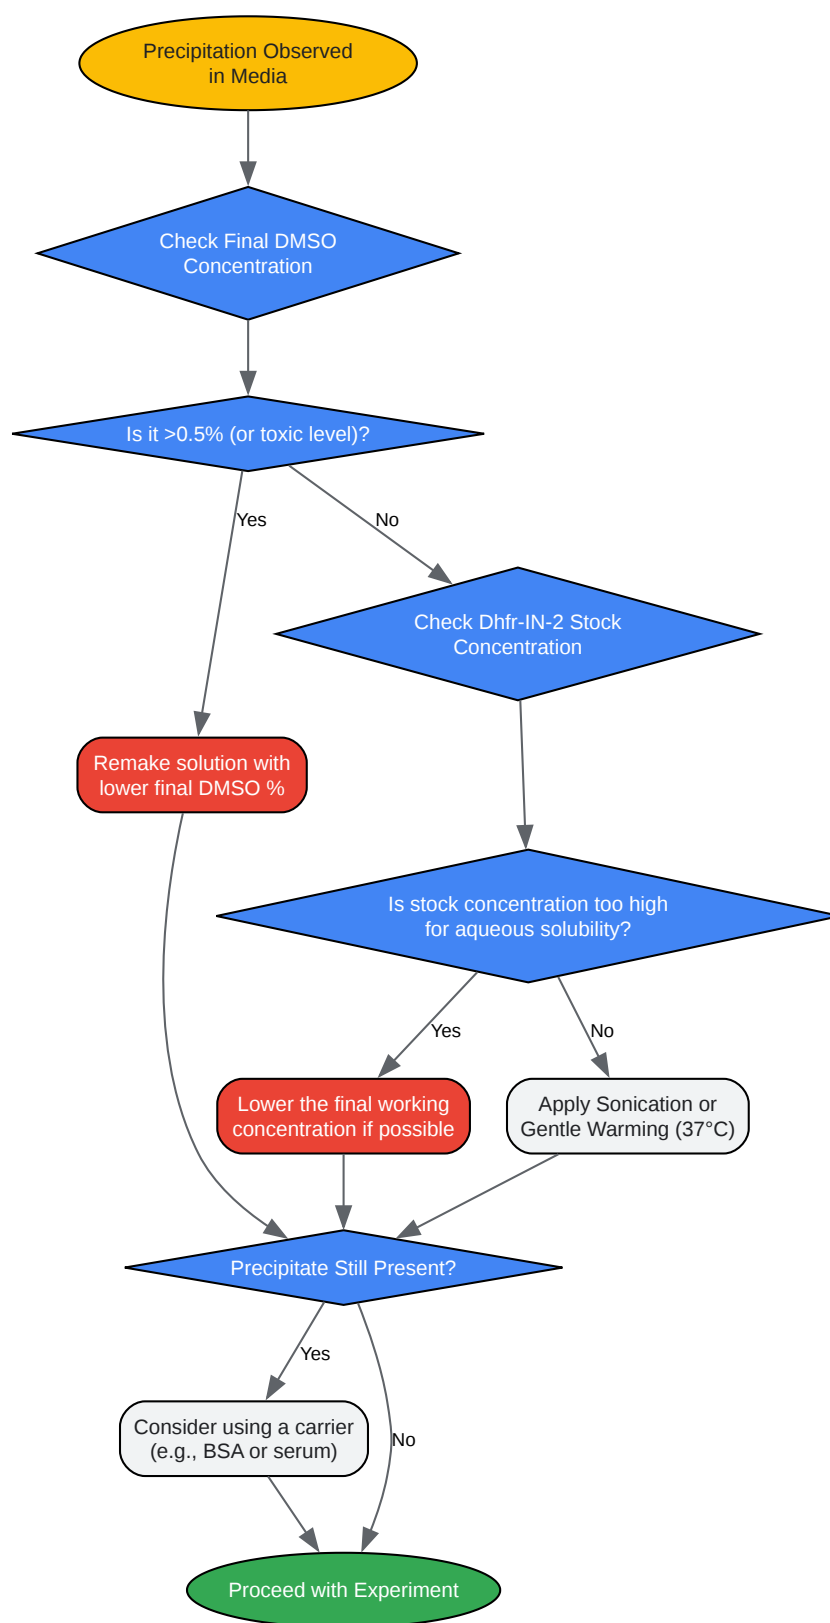 Precipitation Observed
in Media
Check Final DMSO
Concentration
Is it >0.5% (or toxic level)?
Yes
No
Check Dhfr-IN-2 Stock
Concentration
Remake solution with
lower final DMSO %
Is stock concentration too high
for aqueous solubility?
Yes
No
Lower the final working
concentration if possible
Apply Sonication or
Gentle Warming (37°C)
Precipitate Still Present?
Yes
Consider using a carrier
(e.g., BSA or serum)
No
Proceed with Experiment